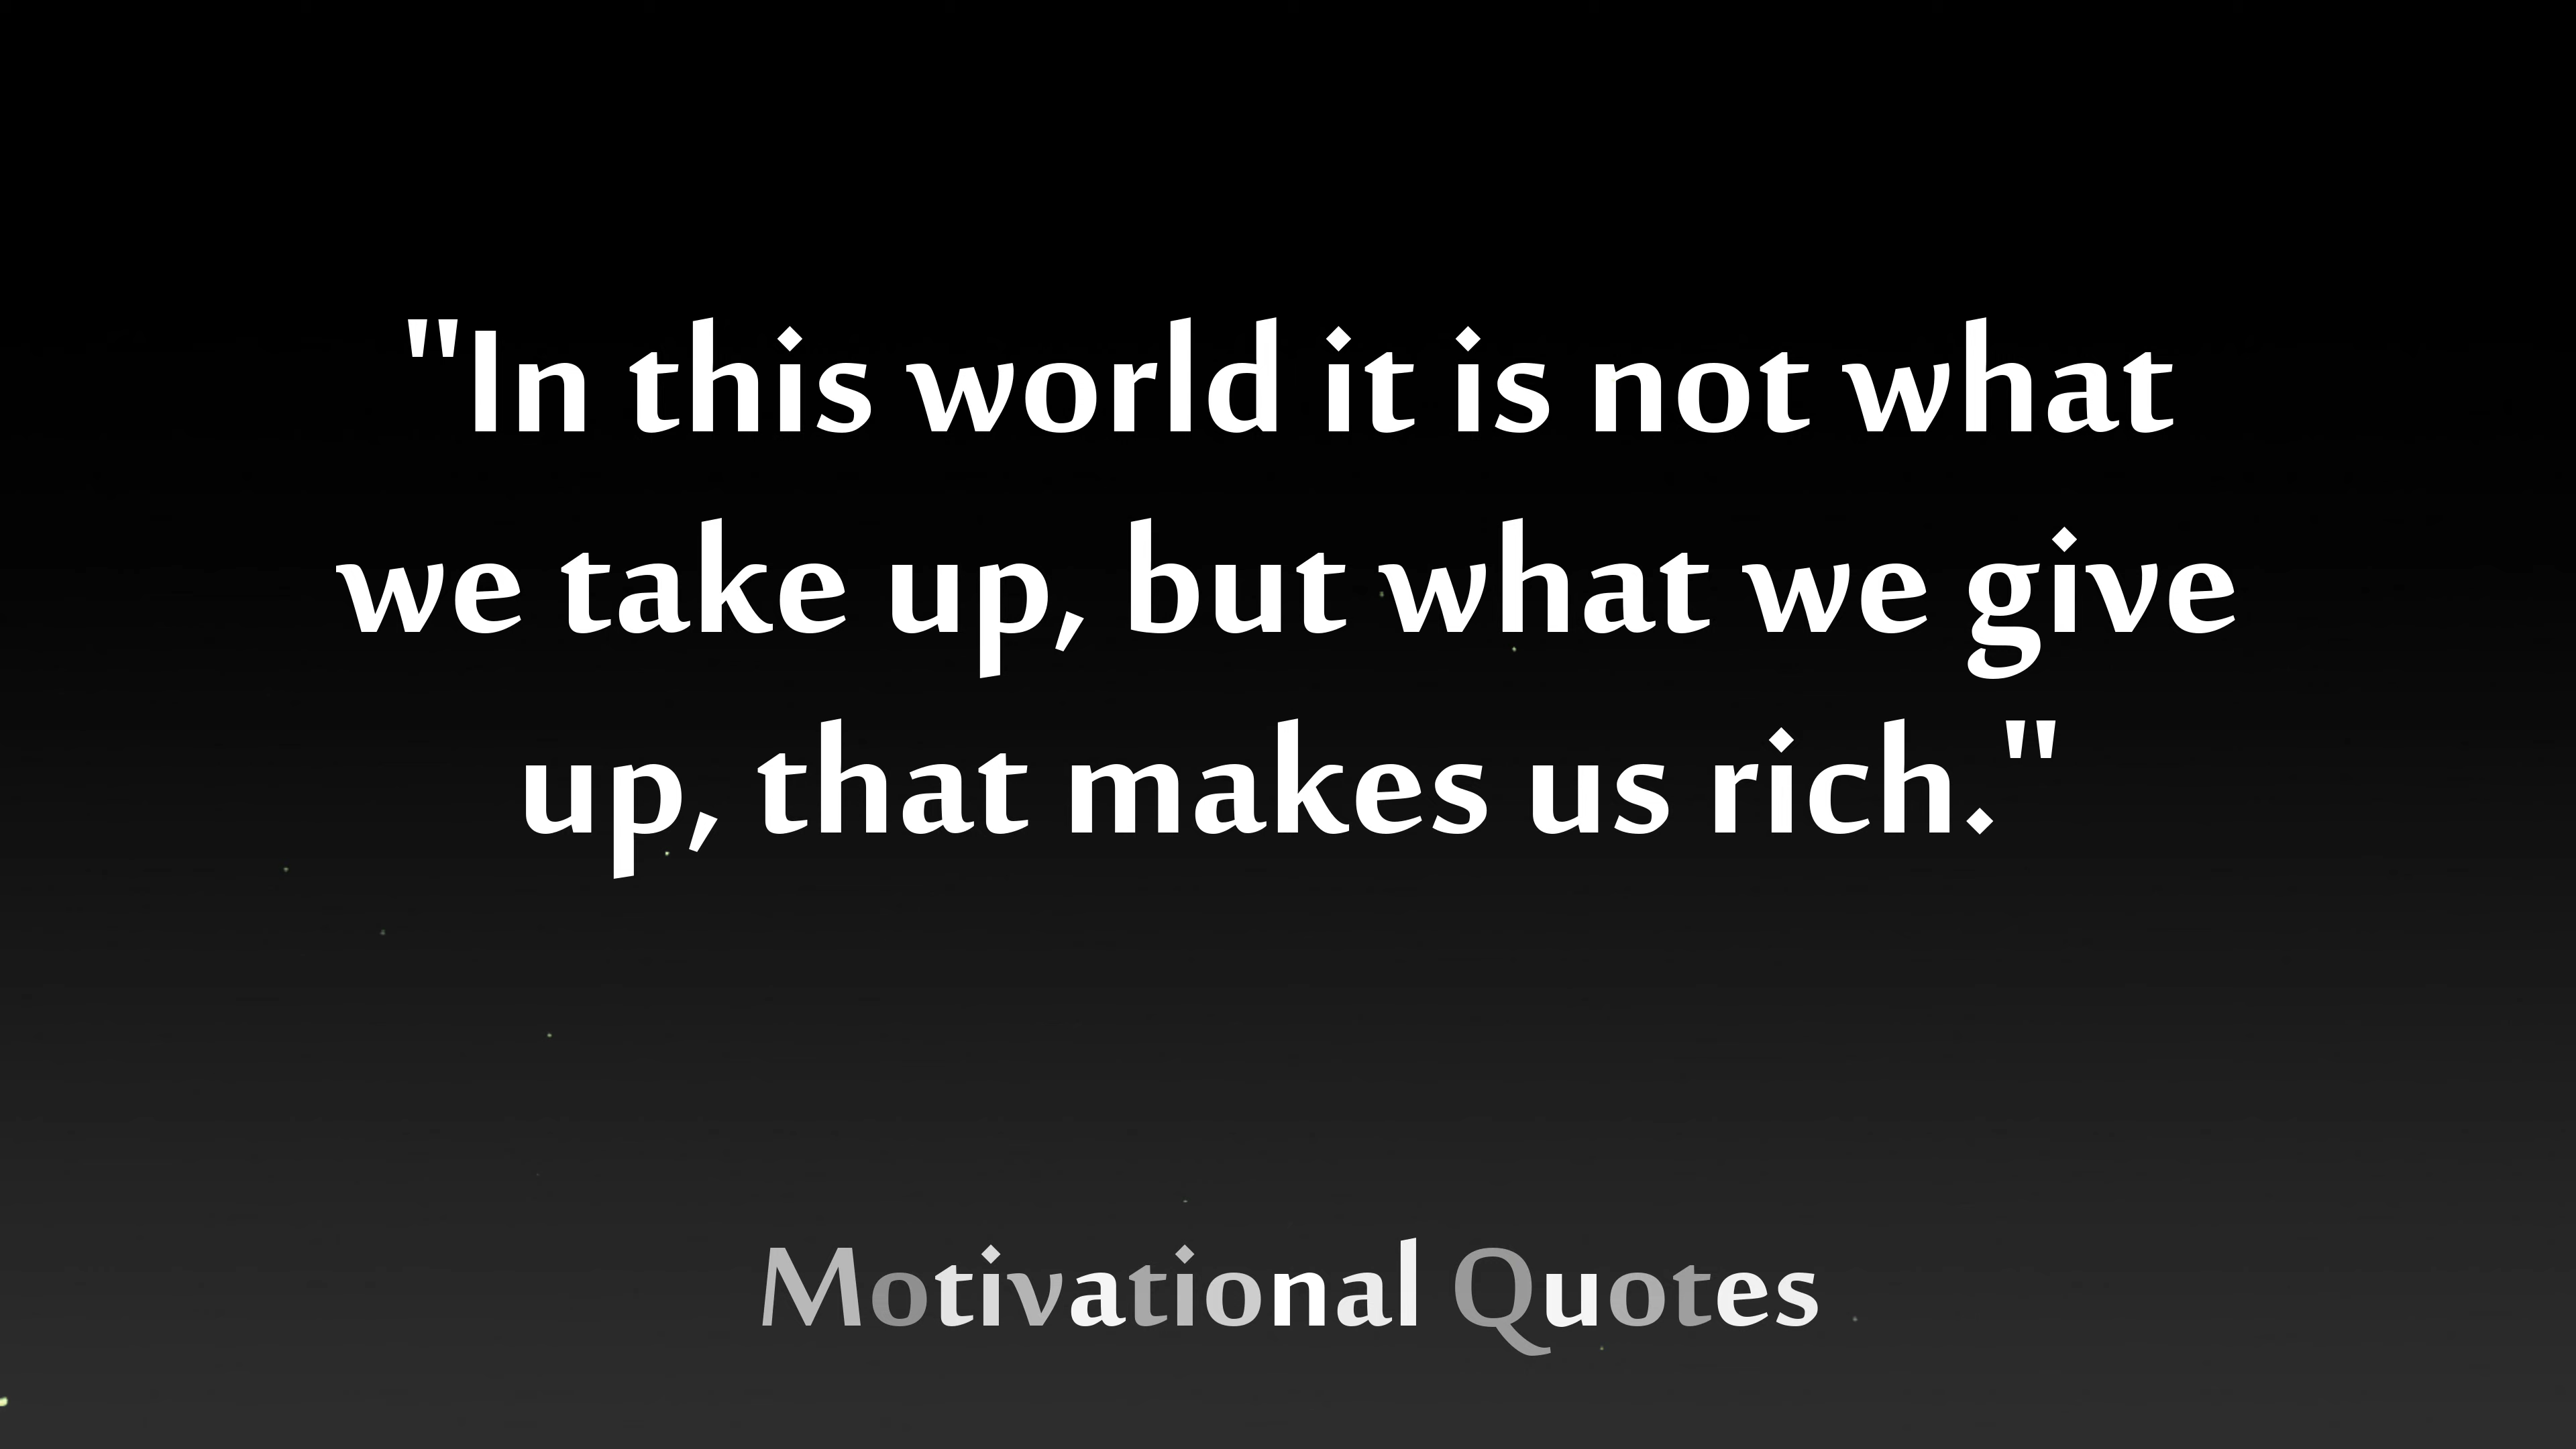 "In this world it is not what
we take up, but what we give
up, that makes us rich."
Motivational Quotes